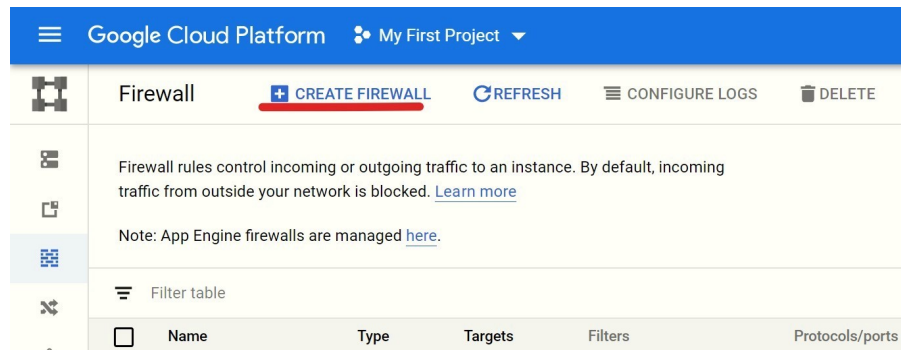 Google Cloud Platform My First Project
Firewall CREATE FIREWALL REFRESH CONFIGURE LOGS DELETE
Firewall rules control incoming or outgoing traffic to an instance. By default, incoming
traffic from outside your network is blocked. Learn more
Note: App Engine firewalls are managed here.
Filter table
Name Type Targets Filters Protocols/ports